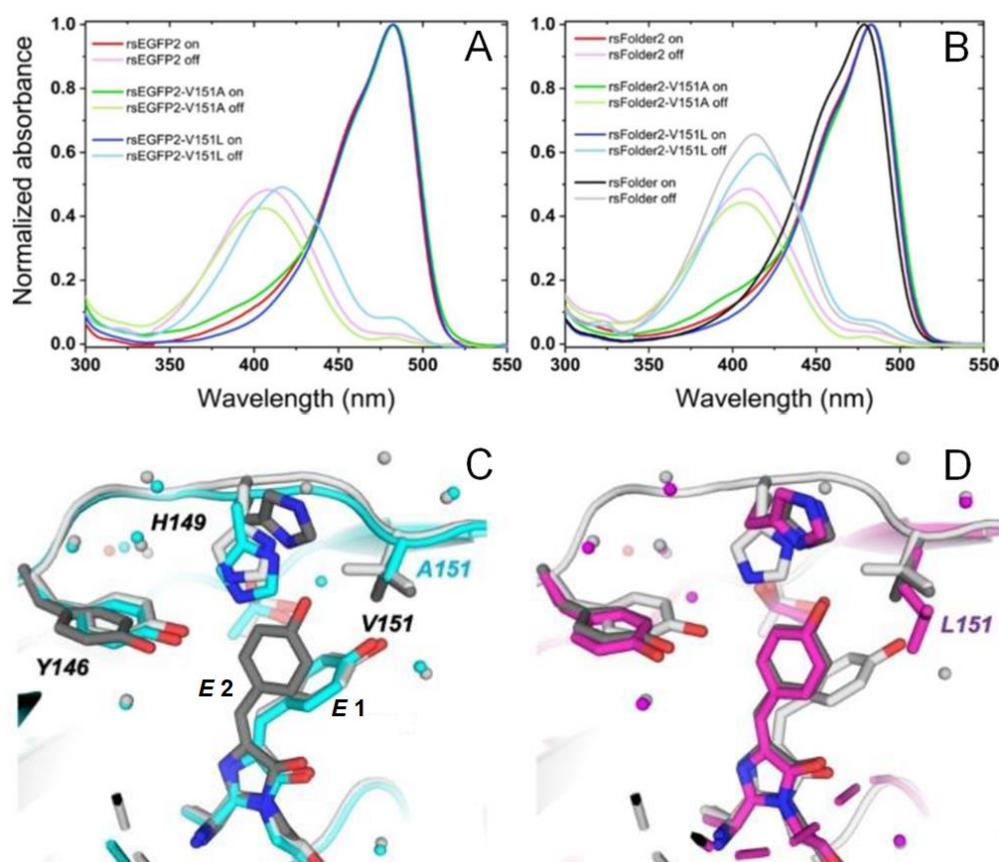 A
rsEGFP2 on
rsEGFP2 off
rsEGFP2-V151A on
rsEGFP2-V151A off
rsEGFP2-V151L on
rsEGFP2-V151L off
Normalized absorbance
1.0
0.8
0.6
0.4
0.2
0.0
300
350
400
450
500
550
Wavelength (nm)
B
rsFolder2 on
rsFolder2 off
rsFolder2-V151A on
rsFolder2-V151A off
rsFolder2-V151L on
rsFolder2-V151L off
rsFolder on
rsFolder off
1.0
0.8
0.6
0.4
0.2
0.0
300
350
400
450
500
550
Wavelength (nm)
C
H149
A151
V151
Y146
E 2
E 1
D
L151